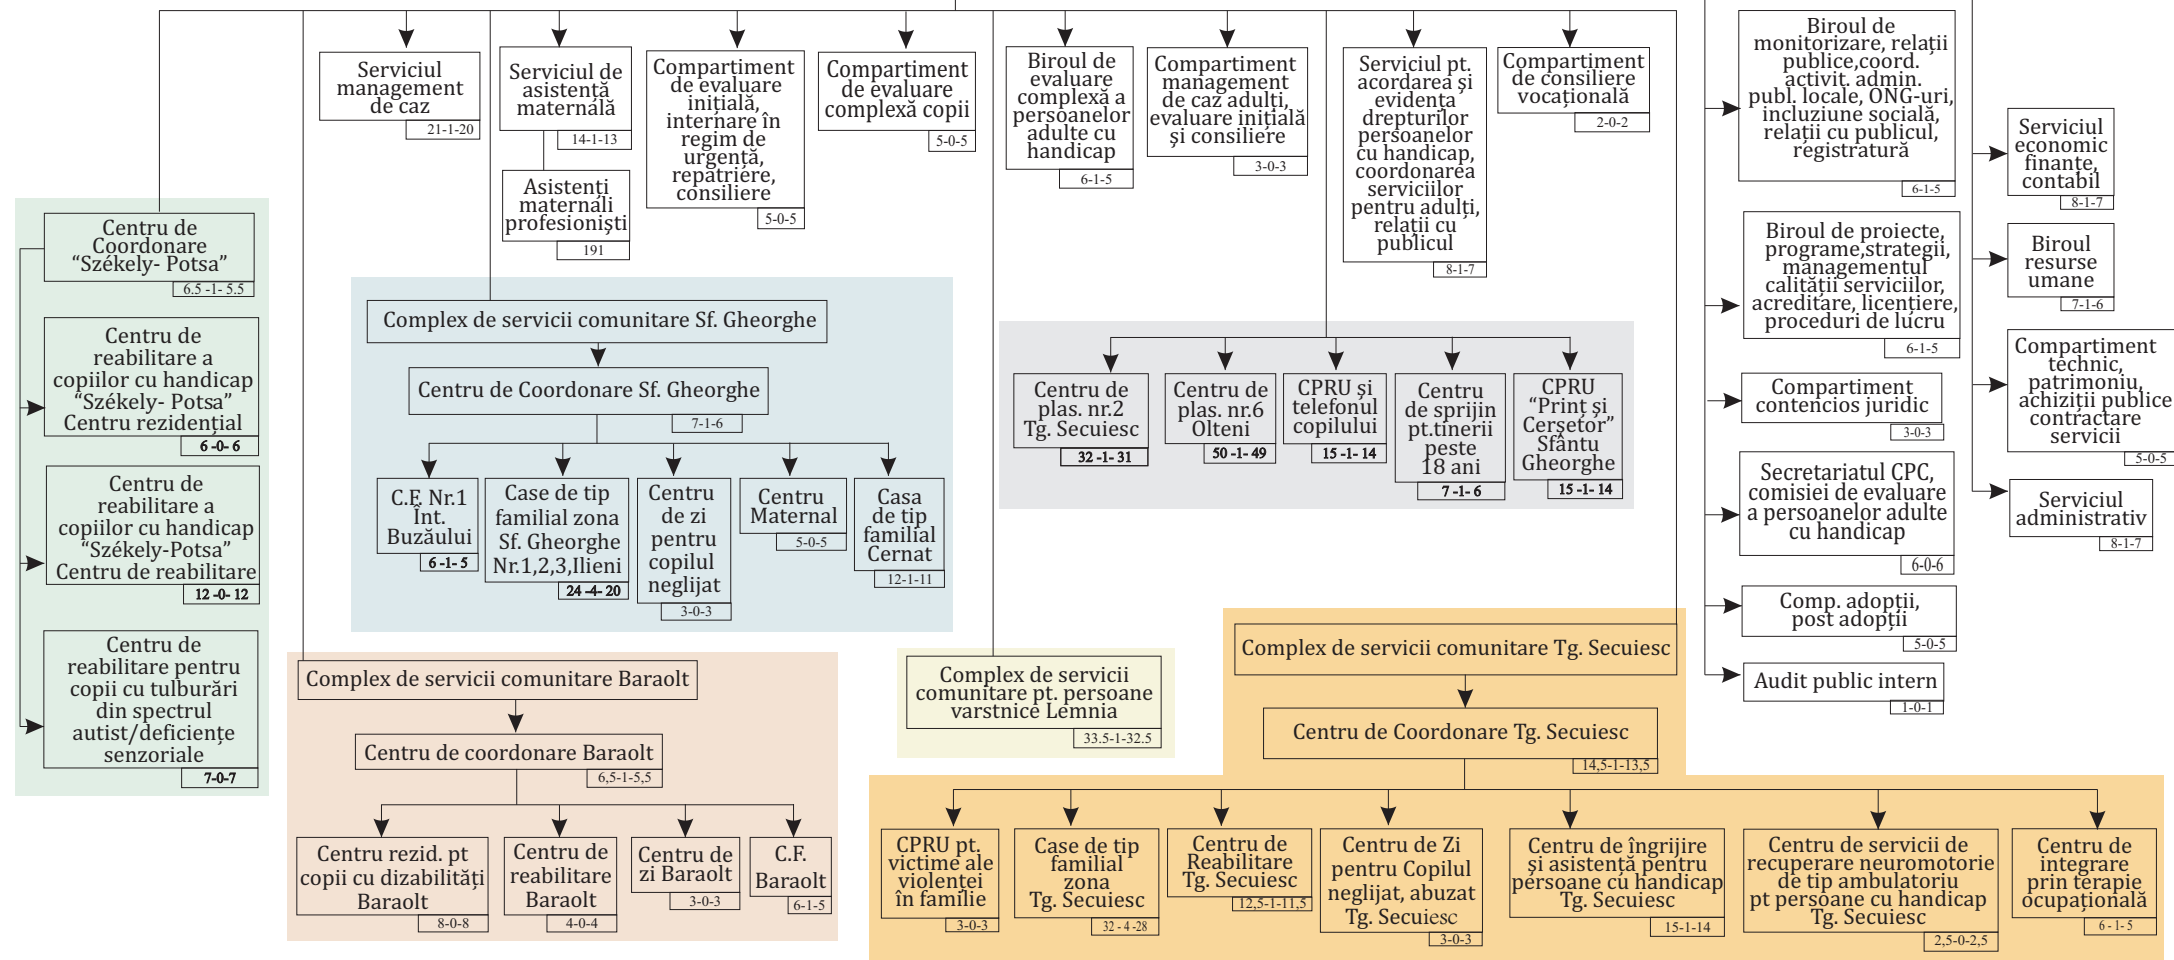 Serviciul
management
de caz
21-1-20
Serviciul de
asistență
maternală
14-1-13
Asistenți
maternali
profesioniști
191
Compartiment
de evaluare
inițială,
internare în
regim de
urgență,
repatriere,
consiliere
5-0-5
Compartiment
de evaluare
complexă copii
5-0-5
Biroul de
evaluare
complexă a
persoanelor
adulte cu
handicap
6-1-5
Compartiment
management
de caz adulți,
evaluare inițială
și consiliere
3-0-3
Serviciul pt.
acordarea și
evidența
drepturilor
persoanelor
cu handicap,
coordonarea
serviciilor
pentru adulți,
relații cu
publicul
8-1-7
Compartiment
de consiliere
vocațională
2-0-2
Biroul de
monitorizare, relații
publice,coord.
activit. admin.
publ. locale, ONG-uri,
incluziune socială,
relații cu publicul,
registratură
6-1-5
Biroul de proiecte,
programe,strategii,
managementul
calității serviciilor,
acreditare, licențiere,
proceduri de lucru
6-1-5
Compartiment
contencios juridic
3-0-3
Secretariatul CPC,
comisiei de evaluare
a persoanelor adulte
cu handicap
6-0-6
Comp. adopții,
post adopții
5-0-5
Audit public intern
1-0-1
Serviciul
economic
finanțe,
contabil
8-1-7
Biroul
resurse
umane
7-1-6
Compartiment
technic,
patrimoniu,
achiziții publice
contractare
servicii
5-0-5
Serviciul
administrativ
8-1-7
Centru de
Coordonare
“Székely- Potsa”
6.5 -1- 5.5
Centru de
reabilitare a
copiilor cu handicap
“Székely- Potsa”
Centru rezidențial
6 -0- 6
Centru de
reabilitare a
copiilor cu handicap
“Székely-Potsa”
Centru de reabilitare
12 -0- 12
Centru de
reabilitare pentru
copii cu tulburări
din spectrul
autist/deficiențe
senzoriale
7-0-7
Complex de servicii comunitare Sf. Gheorghe
Centru de Coordonare Sf. Gheorghe
7-1-6
C.F. Nr.1
Înt.
Buzăului
6 -1- 5
Case de tip
familial zona
Sf. Gheorghe
Nr.1,2,3,Ilieni
24 -4- 20
Centru
de zi
pentru
copilul
neglijat
3-0-3
Centru
Maternal
5-0-5
Casa
de tip
familial
Cernat
12-1-11
Centru de
plas. nr.2
Tg. Secuiesc
32 -1- 31
Centru de
plas. nr.6
Olteni
50 -1- 49
CPRU și
telefonul
copilului
15 -1- 14
Centru
de sprijin
pt.tinerii
peste
18 ani
7 -1- 6
CPRU
“Prinț și
Cerșetor”
Sfântu
Gheorghe
15 -1- 14
Complex de servicii comunitare Baraolt
Centru de coordonare Baraolt
6,5-1-5,5
Centru rezid. pt
copii cu dizabilități
Baraolt
8-0-8
Centru de
reabilitare
Baraolt
4-0-4
Centru de
zi Baraolt
3-0-3
C.F.
Baraolt
6-1-5
Complex de servicii
comunitare pt. persoane
varstnice Lemnia
33.5-1-32.5
Complex de servicii comunitare Tg. Secuiesc
Centru de Coordonare Tg. Secuiesc
14,5-1-13,5
CPRU pt.
victime ale
violenței
în familie
3-0-3
Case de tip
familial
zona
Tg. Secuiesc
32 - 4 -28
Centru de
Reabilitare
Tg. Secuiesc
12,5-1-11,5
Centru de Zi
pentru Copilul
neglijat, abuzat
Tg. Secuiesc
3-0-3
Centru de îngrijire
și asistență pentru
persoane cu handicap
Tg. Secuiesc
15-1-14
Centru de servicii de
recuperare neuromotorie
de tip ambulatoriu
pt persoane cu handicap
Tg. Secuiesc
2,5-0-2,5
Centru de
integrare
prin terapie
ocupațională
6 - 1- 5